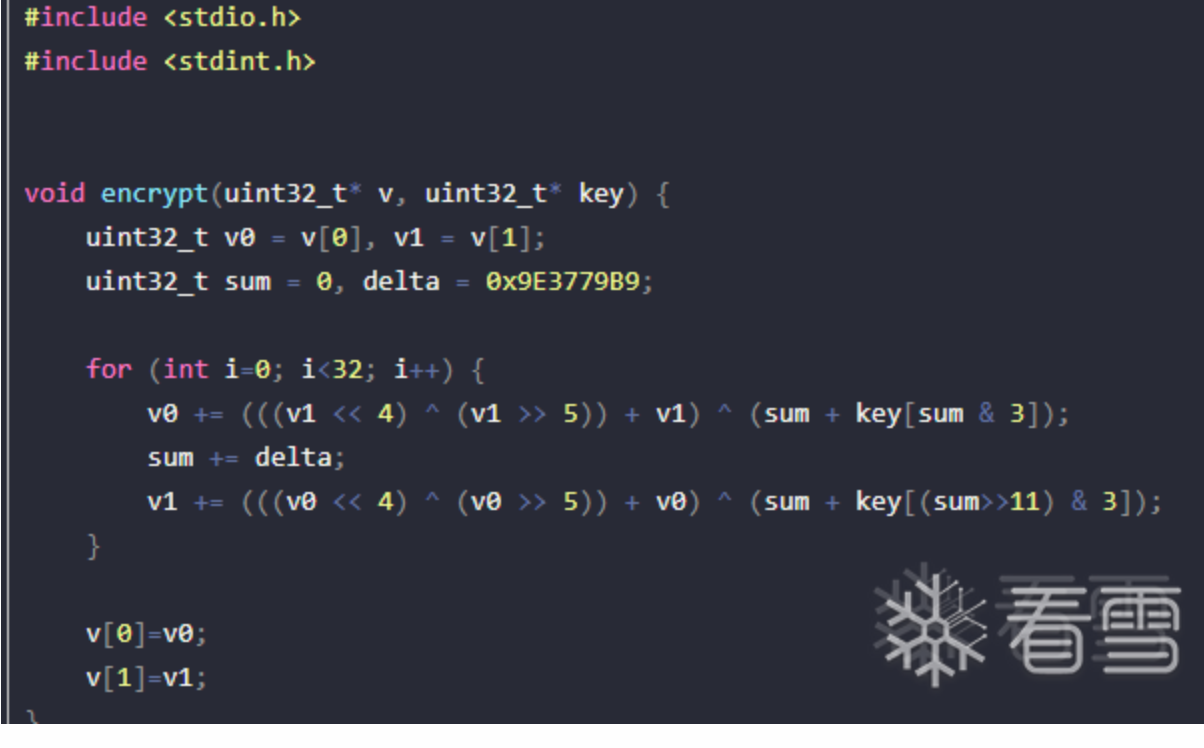 #include <stdio.h>
#include <stdint.h>
void encrypt(uint32_t* v, uint32_t* key) {
    uint32_t v0 = v[0], v1 = v[1];
    uint32_t sum = 0, delta = 0x9E3779B9;
    for (int i=0; i<32; i++) {
        v0 += (((v1 << 4) ^ (v1 >> 5)) + v1) ^ (sum + key[sum & 3]);
        sum += delta;
        v1 += (((v0 << 4) ^ (v0 >> 5)) + v0) ^ (sum + key[(sum>>11) & 3]);
    }
    v[0]=v0;
    v[1]=v1;
}
看雪